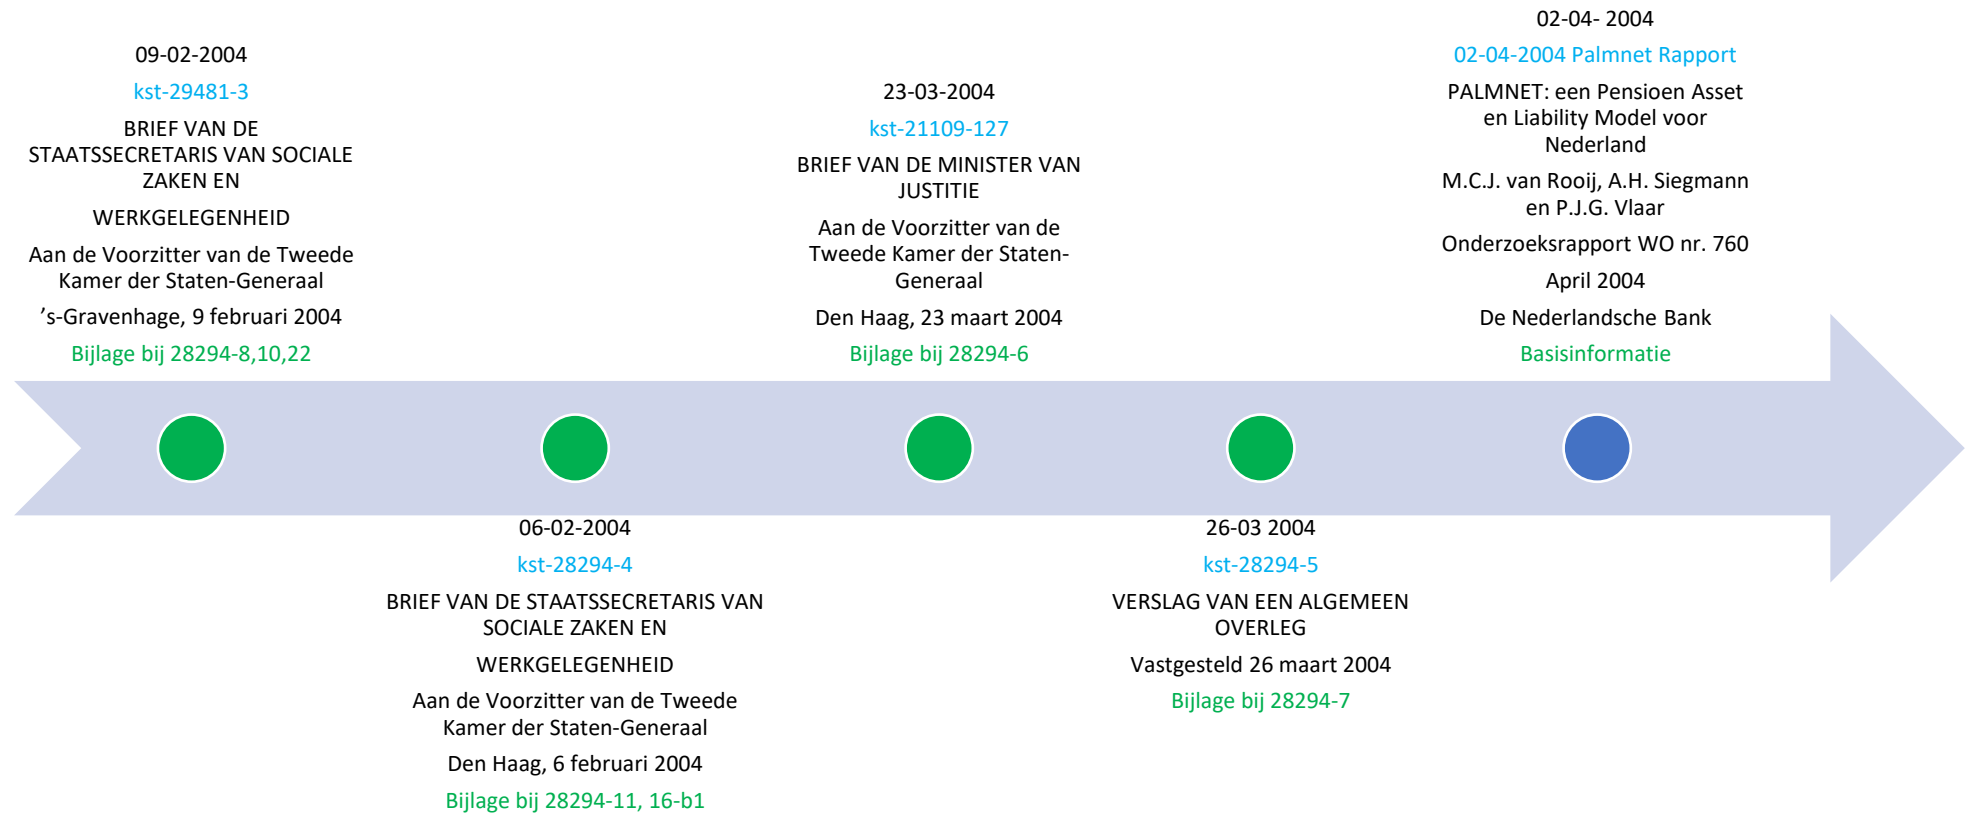 09-02-2004
kst-29481-3
BRIEF VAN DE
STAATSSECRETARIS VAN SOCIALE
ZAKEN EN
WERKGELEGENHEID
Aan de Voorzitter van de Tweede
Kamer der Staten-Generaal
’s-Gravenhage, 9 februari 2004
Bijlage bij 28294-8,10,22
06-02-2004
kst-28294-4
BRIEF VAN DE STAATSSECRETARIS VAN
SOCIALE ZAKEN EN
WERKGELEGENHEID
Aan de Voorzitter van de Tweede
Kamer der Staten-Generaal
Den Haag, 6 februari 2004
Bijlage bij 28294-11, 16-b1
23-03-2004
kst-21109-127
BRIEF VAN DE MINISTER VAN
JUSTITIE
Aan de Voorzitter van de
Tweede Kamer der Staten-
Generaal
Den Haag, 23 maart 2004
Bijlage bij 28294-6
26-03 2004
kst-28294-5
VERSLAG VAN EEN ALGEMEEN
OVERLEG
Vastgesteld 26 maart 2004
Bijlage bij 28294-7
02-04- 2004
02-04-2004 Palmnet Rapport
PALMNET: een Pensioen Asset
en Liability Model voor
Nederland
M.C.J. van Rooij, A.H. Siegmann
en P.J.G. Vlaar
Onderzoeksrapport WO nr. 760
April 2004
De Nederlandsche Bank
Basisinformatie